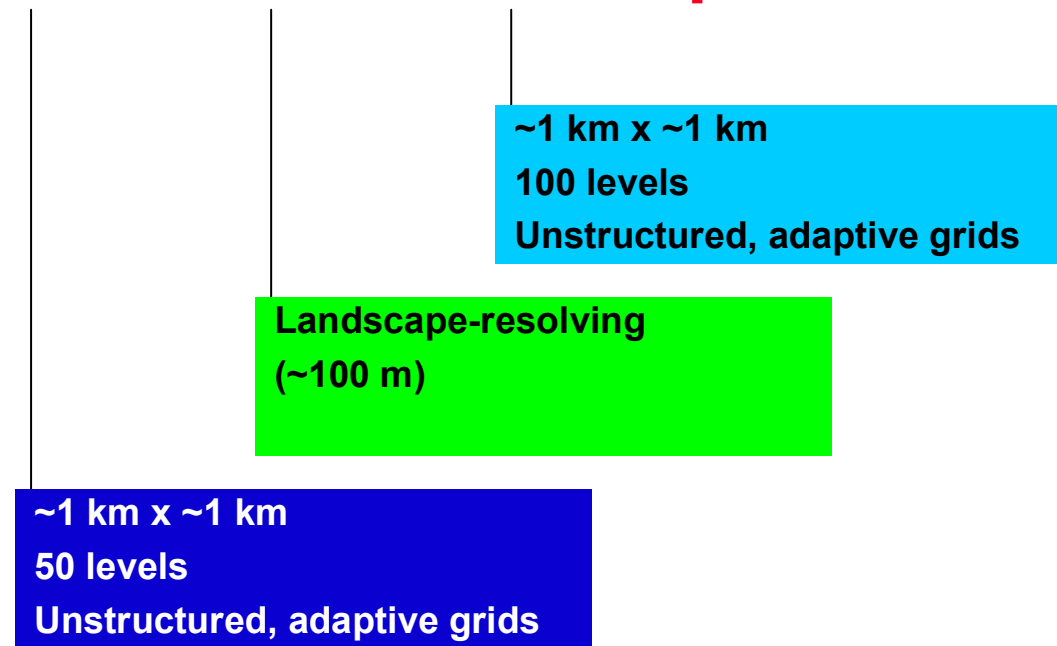 ~1 km x ~1 km
100 levels
Unstructured, adaptive grids
Landscape-resolving
(~100 m)
~1 km x ~1 km
50 levels
Unstructured, adaptive grids